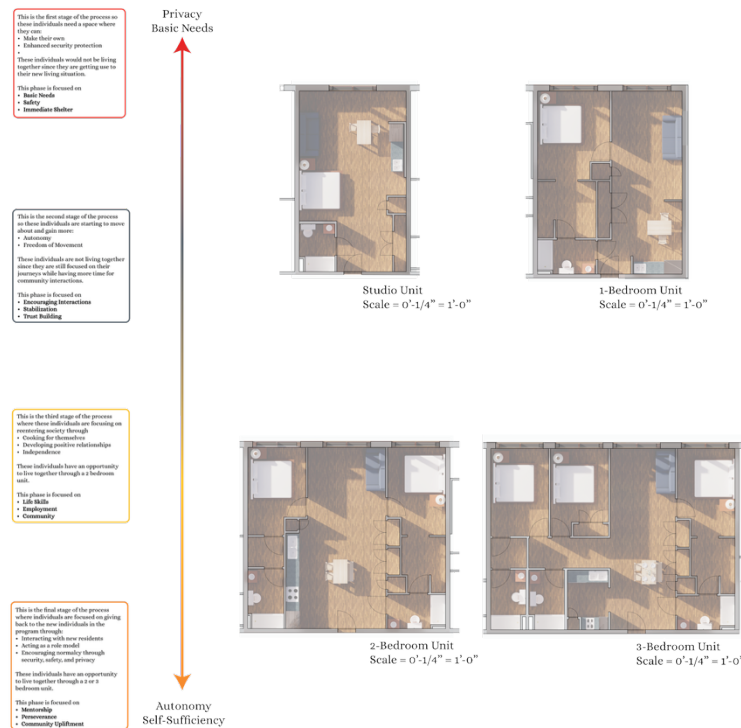 Privacy
Basic Needs
This is the first stage of the process so
these individuals need a space where
they can:
• Make their own
• Enhanced security protection
•
These individuals would not be living
together since they are getting use to
their new living situation.
This phase is focused on
• Basic Needs
• Safety
• Immediate Shelter
Studio Unit
Scale = 0'-1/4" = 1'-0"
1-Bedroom Unit
Scale = 0'-1/4" = 1'-0"
This is the second stage of the process
so these individuals are starting to move
about and gain more:
• Autonomy
• Freedom of Movement
These individuals are not living together
since they are still focused on their
journeys while having more time for
community interactions.
This phase is focused on
• Encouraging Interactions
• Stabilization
• Trust Building
This is the third stage of the process
where these individuals are focusing on
reentering society through
• Cooking for themselves
• Developing positive relationships
• Independence
These individuals have an opportunity
to live together through a 2 bedroom
unit.
This phase is focused on
• Life Skills
• Employment
• Community
2-Bedroom Unit
Scale = 0'-1/4" = 1'-0"
3-Bedroom Unit
Scale = 0'-1/4" = 1'-0"
This is the final stage of the process
where individuals are focused on giving
back to the new individuals in the
program through:
• Interacting with new residents
• Acting as a role model
• Encouraging normalcy through
security, safety, and privacy
These individuals have an opportunity
to live together through a 2 or 3
bedroom unit.
This phase is focused on
• Mentorship
• Perseverance
• Community Upliftment
Autonomy
Self-Sufficiency